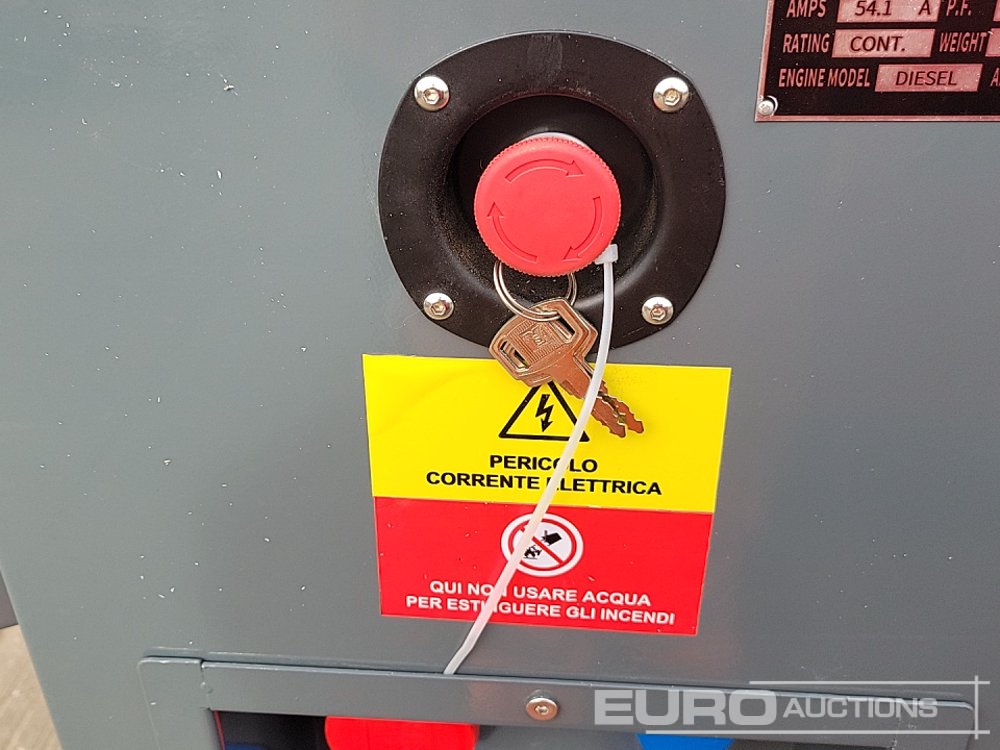 AMPS 54.1 A P.F.
RATING CONT. WEIGHT
ENGINE MODEL DIESEL A
PERICOLO
CORRENTE ELETTRICA
QUI NON USARE ACQUA
PER ESTINGUERE GLI INCENDI
EURO AUCTIONS